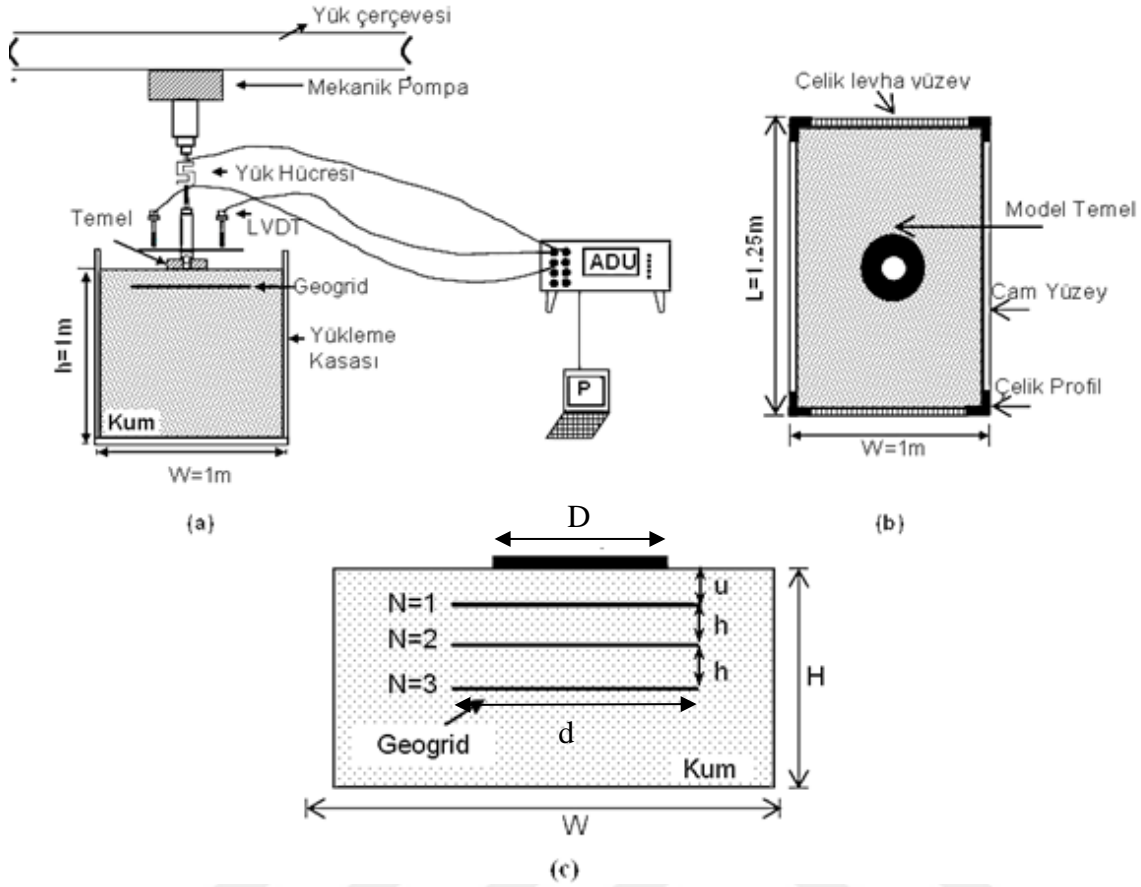 Yük çerçevesi
Mekanik Pompa
Yük Hücresi
Temel
LVDT
ADU
Geogrid
Yükleme
Kasası
h=1m
P
Kum
W=1m
(a)
Çelik levha yüzey
Model Temel
L=1.25m
Cam Yüzey
Çelik Profil
W=1m
(b)
D
u
N=1
h
N=2
h
N=3
H
d
Geogrid
Kum
W
(c)